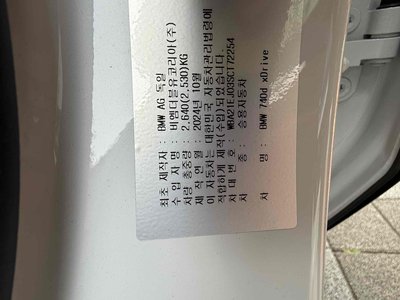 최초 제작자 : BMW AG 독일
수 입 자 명 : 비엠더블유코리아(주)
차량 총중량 : 2,640(2,530)KG
제 작 연 월 : 2024년 10월
이 자동차는 대한민국 자동차관리법령에
적합하게 제작(수입)되었습니다.
차 대 번 호 : WBA21EJ03SCT72254
차 종 : 승용자동차
차 명 : BMW 740d xDrive